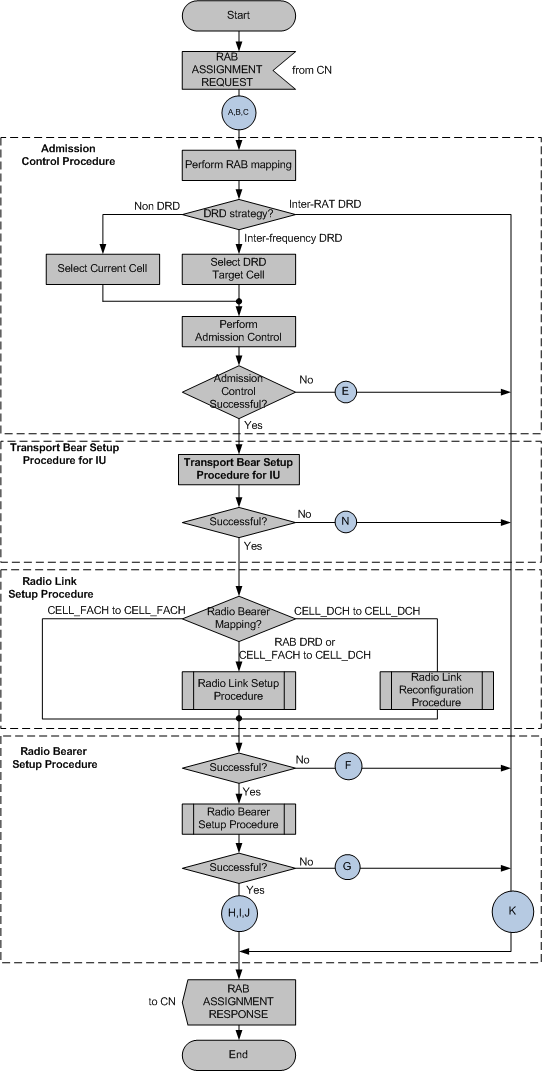 Start
RAB
ASSIGNMENT
REQUEST
from CN
A,B,C
Admission
Control Procedure
Perform RAB mapping
Non DRD
DRD strategy?
Inter-RAT DRD
Inter-frequency DRD
Select Current Cell
Select DRD
Target Cell
Perform
Admission Control
Admission
Control
Successful?
No
E
Yes
Transport Bear Setup
Procedure for IU
Transport Bear Setup
Procedure for IU
Successful?
No
N
Yes
Radio Link
Setup Procedure
CELL_FACH to CELL_FACH
Radio Bearer
Mapping?
CELL_DCH to CELL_DCH
RAB DRD or
CELL_FACH to CELL_DCH
Radio Link Setup
Procedure
Radio Link
Reconfiguration
Procedure
Radio Bearer
Setup Procedure
Successful?
No
F
Yes
Radio Bearer
Setup Procedure
Successful?
No
G
Yes
H,I,J
K
to CN
RAB
ASSIGNMENT
RESPONSE
End